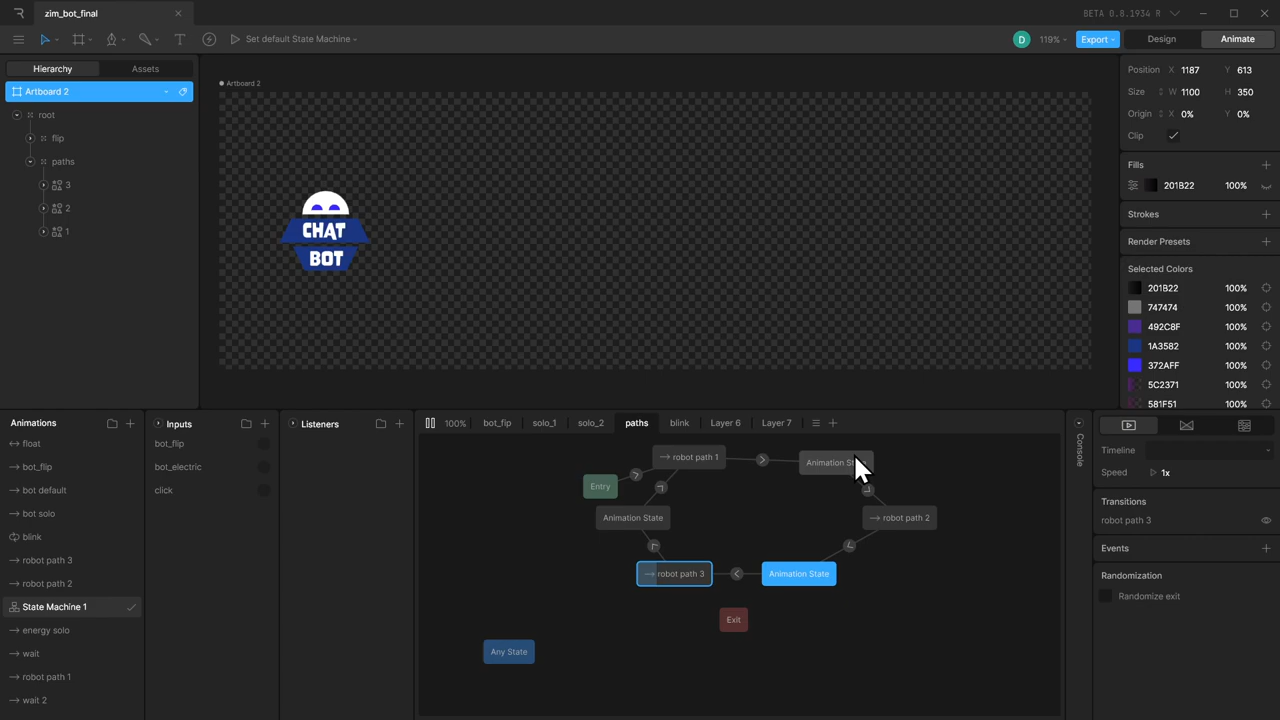 zim_bot_final
BETA 0.8.1934 R
Set default State Machine
D
119%
Export
Design
Animate
Hierarchy
Assets
Artboard 2
root
flip
paths
3
2
1
Artboard 2
CHAT
BOT
Position X 1187 Y 613
Size W 1100 H 350
Origin X 0% Y 0%
Clip
Fills
201B22 100%
Strokes
Render Presets
Selected Colors
201B22 100%
747474 100%
492C8F 100%
1A3582 100%
372AFF 100%
5C2371 100%
581F51 100%
Animations
float
bot_flip
bot default
bot solo
blink
robot path 3
robot path 2
State Machine 1
energy solo
wait
robot path 1
wait 2
Inputs
bot_flip
bot_electric
click
Listeners
100%
bot_fip
solo_1
solo_2
paths
blink
Layer 6
Layer 7
robot path 1
Entry
Animation State
robot path 2
robot path 3
Animation State
Exit
Any State
Console
Timeline
Speed 1x
Transitions
robot path 3
Events
Randomization
Randomize exit